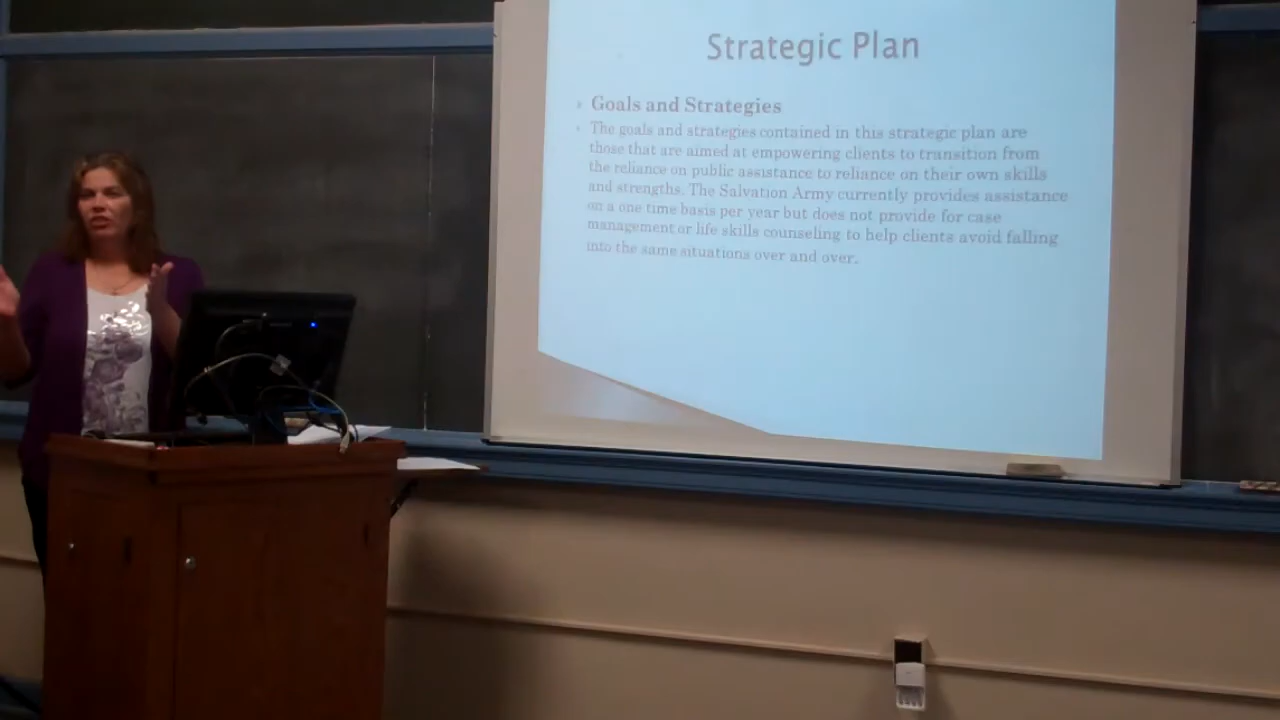 Strategic Plan
Goals and Strategies
The goals and strategies contained in this strategic plan are
those that are aimed at empowering clients to transition from
the reliance on public assistance to reliance on their own skills
and strengths. The Salvation Army currently provides assistance
on a one time basis per year but does not provide for case
management or life skills counseling to help clients avoid falling
into the same situations over and over.